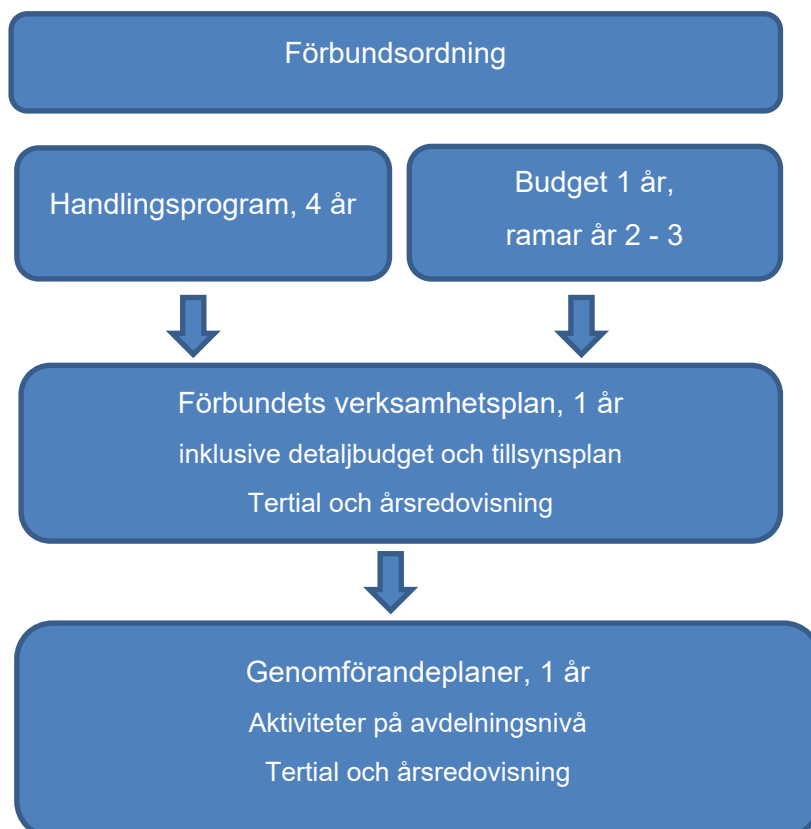 Förbundsordning
Handlingsprogram, 4 år
Budget 1 år,
ramar år 2 - 3
Förbundets verksamhetsplan, 1 år
inklusive detaljbudget och tillsynsplan
Tertial och årsredovisning
Genomförandeplaner, 1 år
Aktiviteter på avdelningsnivå
Tertial och årsredovisning